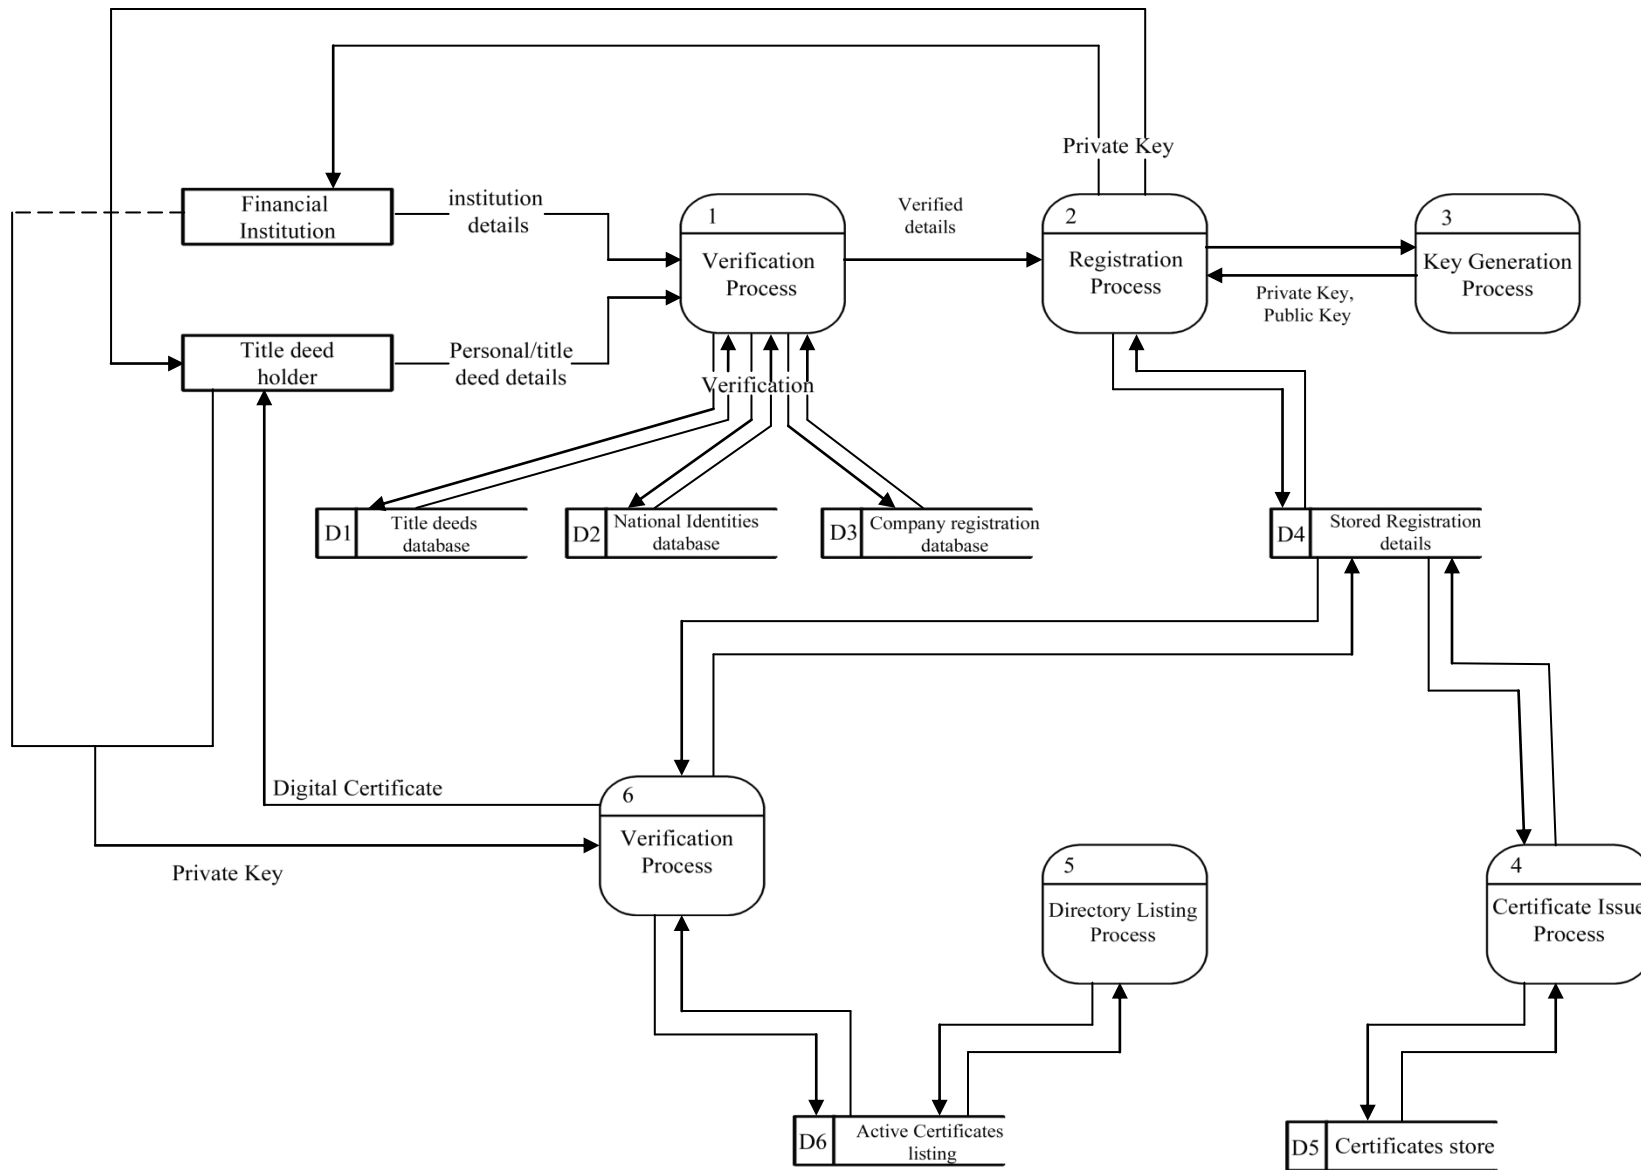 Private Key
Financial
Institution
institution
details
1
Verification
Process
Verified
details
2
Registration
Process
3
Key Generation
Process
Private Key,
Public Key
Title deed
holder
Personal/title
deed details
Verification
D1
Title deeds
database
D2
National Identities
database
D3
Company registration
database
D4
Stored Registration
details
Digital Certificate
6
Verification
Process
Private Key
5
Directory Listing
Process
4
Certificate Issue
Process
D6
Active Certificates
listing
D5
Certificates store